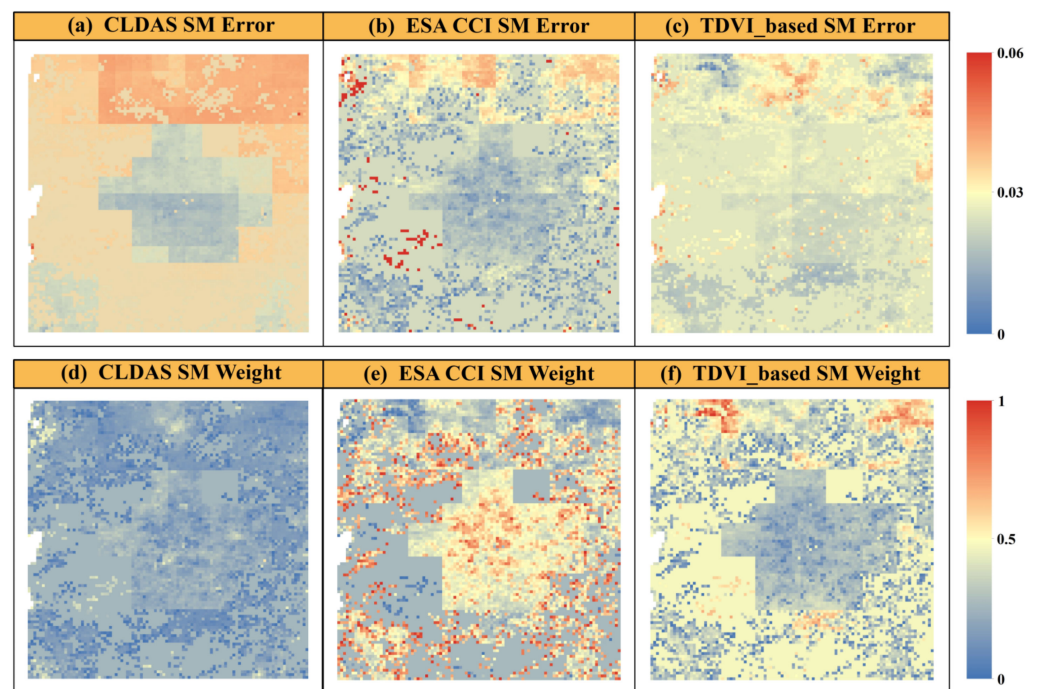 (a) CLDAS SM Error
(b) ESA CCI SM Error
(c) TDVI_based SM Error
0.06
0.03
0
(d) CLDAS SM Weight
(e) ESA CCI SM Weight
(f) TDVI_based SM Weight
1
0.5
0